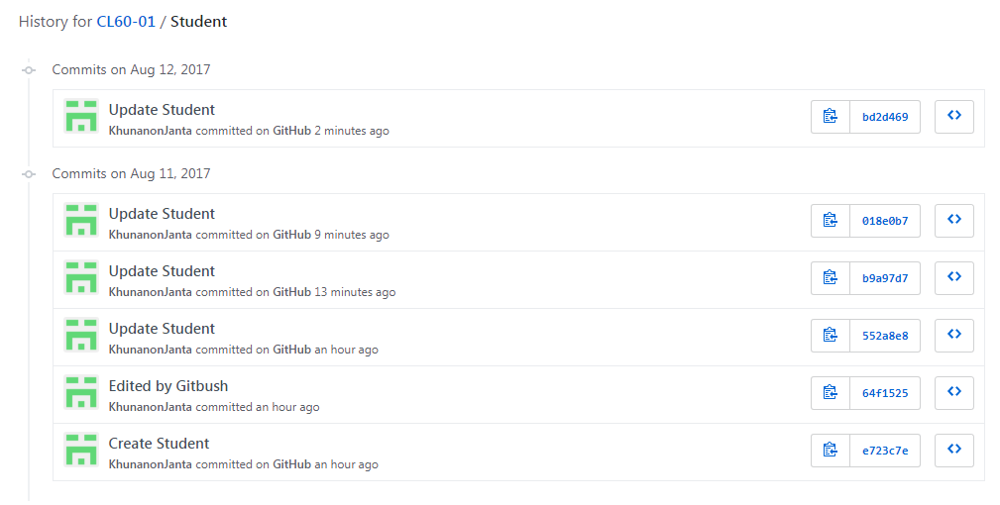 History for CL60-01 / Student
Commits on Aug 12, 2017
Update Student
KhunanonJanta committed on GitHub 2 minutes ago
bd2d469
Commits on Aug 11, 2017
Update Student
KhunanonJanta committed on GitHub 9 minutes ago
018e0b7
Update Student
KhunanonJanta committed on GitHub 13 minutes ago
b9a97d7
Update Student
KhunanonJanta committed on GitHub an hour ago
552a8e8
Edited by Gitbush
KhunanonJanta committed an hour ago
64f1525
Create Student
KhunanonJanta committed on GitHub an hour ago
e723c7e